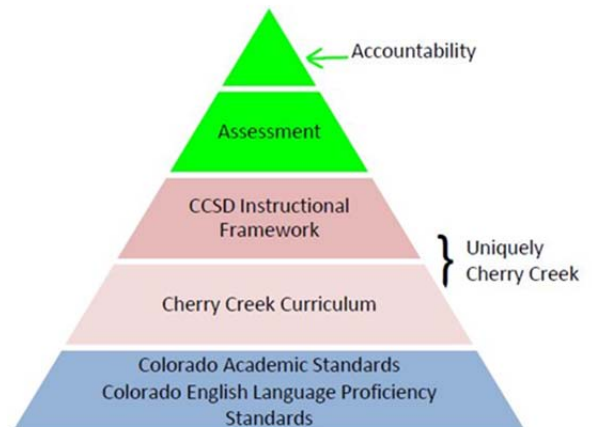 Accountability
Assessment
CCSD Instructional
Framework
Uniquely
Cherry Creek
Cherry Creek Curriculum
Colorado Academic Standards
Colorado English Language Proficiency
Standards